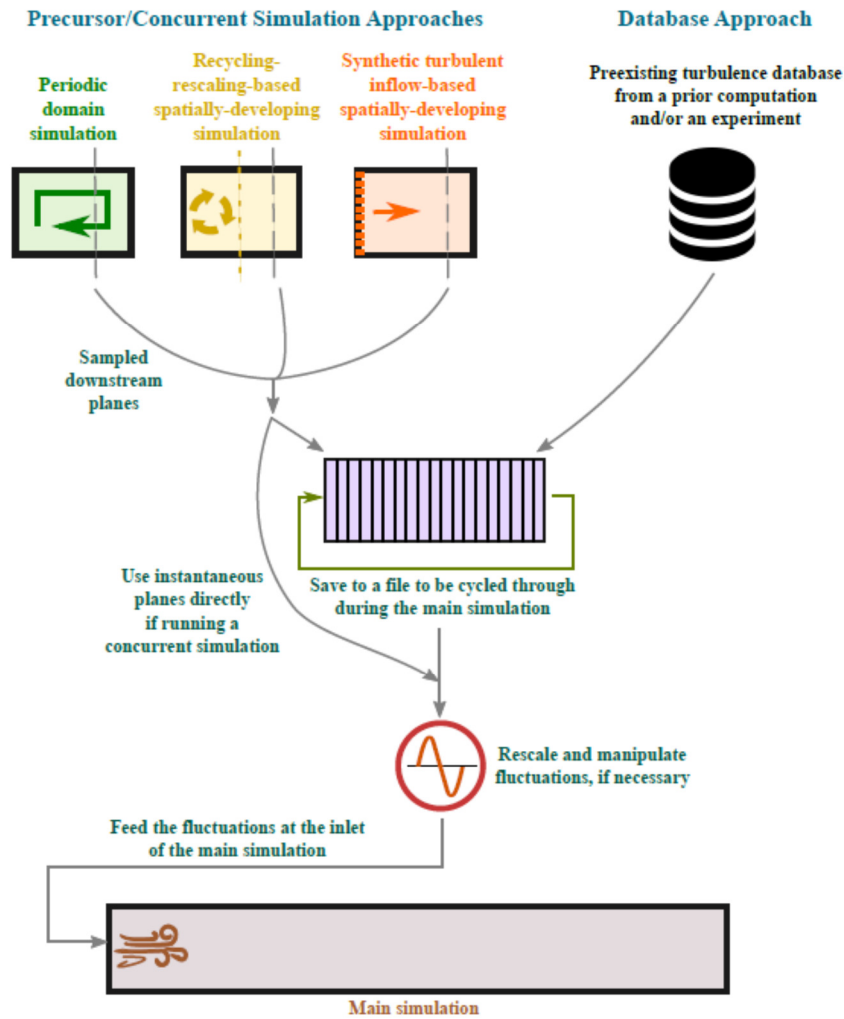 Precursor/Concurrent Simulation Approaches
Database Approach
Periodic
domain
simulation
Recycling-
rescaling-based
spatially-developing
simulation
Synthetic turbulent
inflow-based
spatially-developing
simulation
Preexisting turbulence database
from a prior computation
and/or an experiment
Sampled
downstream
planes
Use instantaneous
planes directly
if running a
concurrent simulation
Save to a file to be cycled through
during the main simulation
Rescale and manipulate
fluctuations, if necessary
Feed the fluctuations at the inlet
of the main simulation
Main simulation